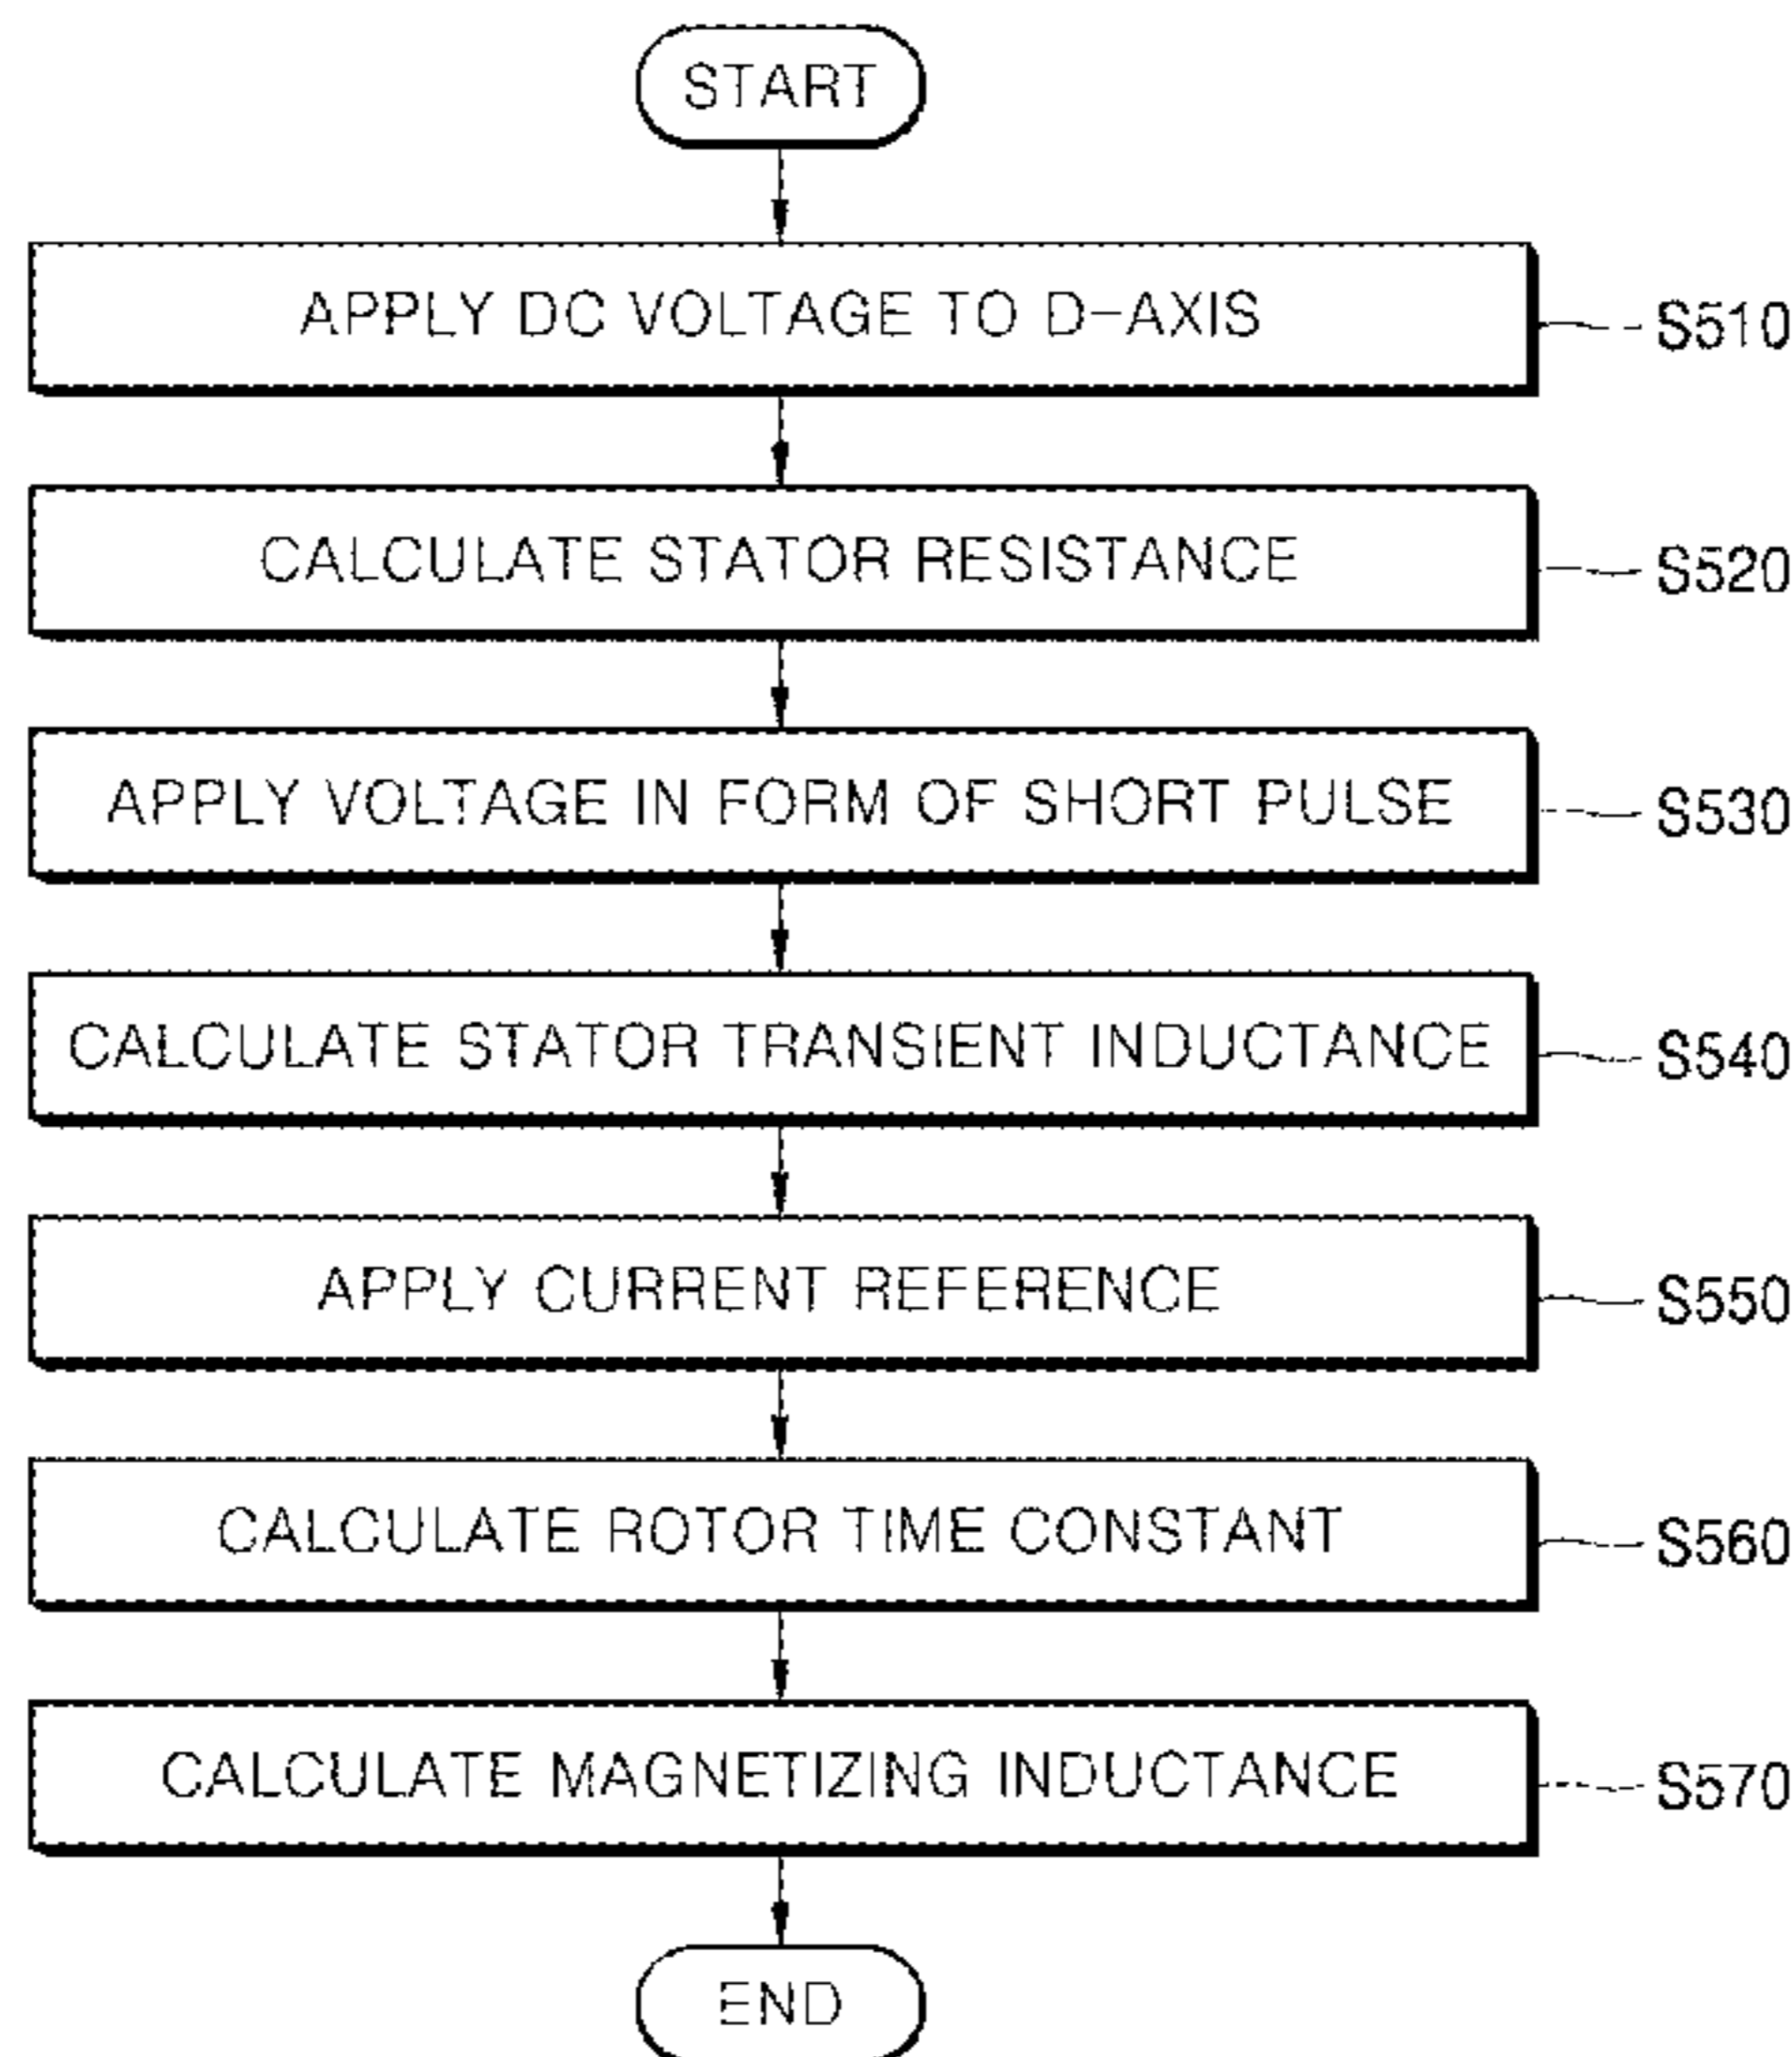 START
APPLY DC VOLTAGE TO D-AXIS
S510
CALCULATE STATOR RESISTANCE
S520
APPLY VOLTAGE IN FORM OF SHORT PULSE
S530
CALCULATE STATOR TRANSIENT INDUCTANCE
S540
APPLY CURRENT REFERENCE
S550
CALCULATE ROTOR TIME CONSTANT
S560
CALCULATE MAGNETIZING INDUCTANCE
S570
END